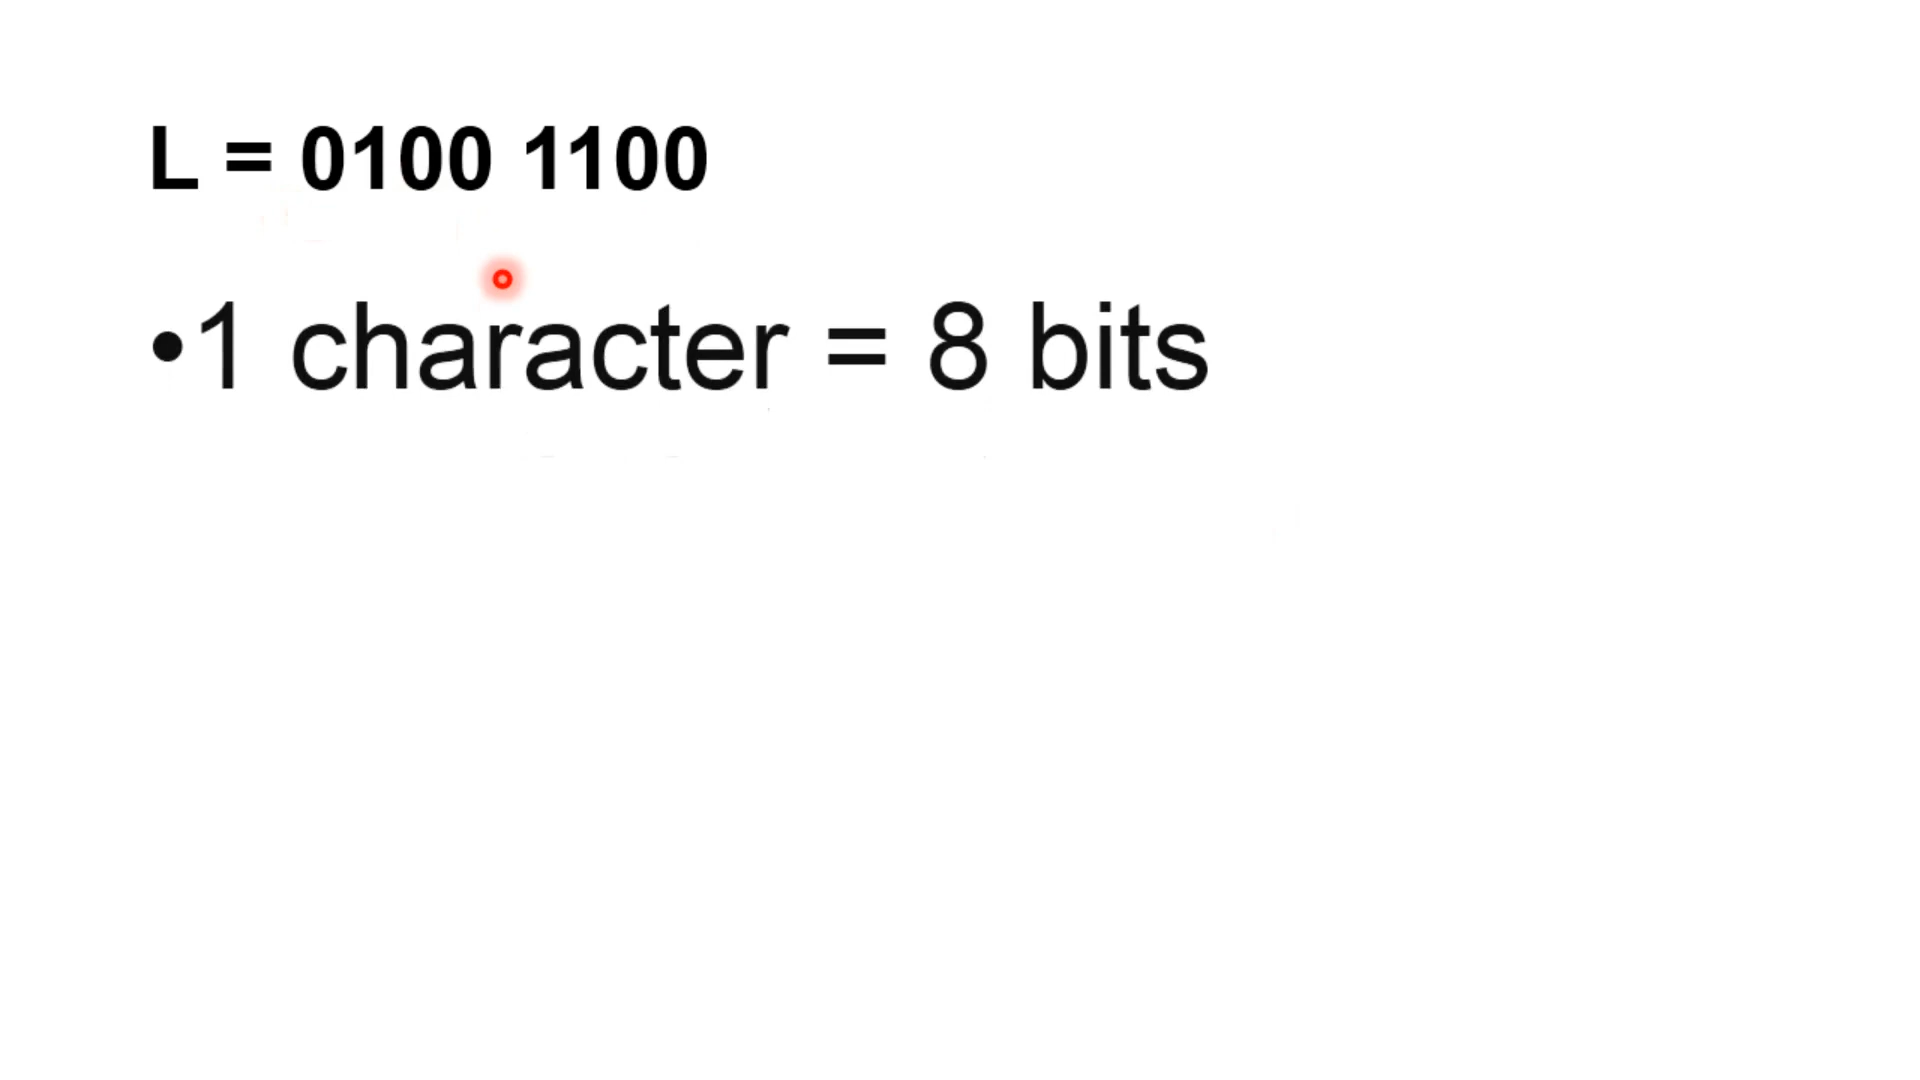 L = 0100 1100
•1 character = 8 bits